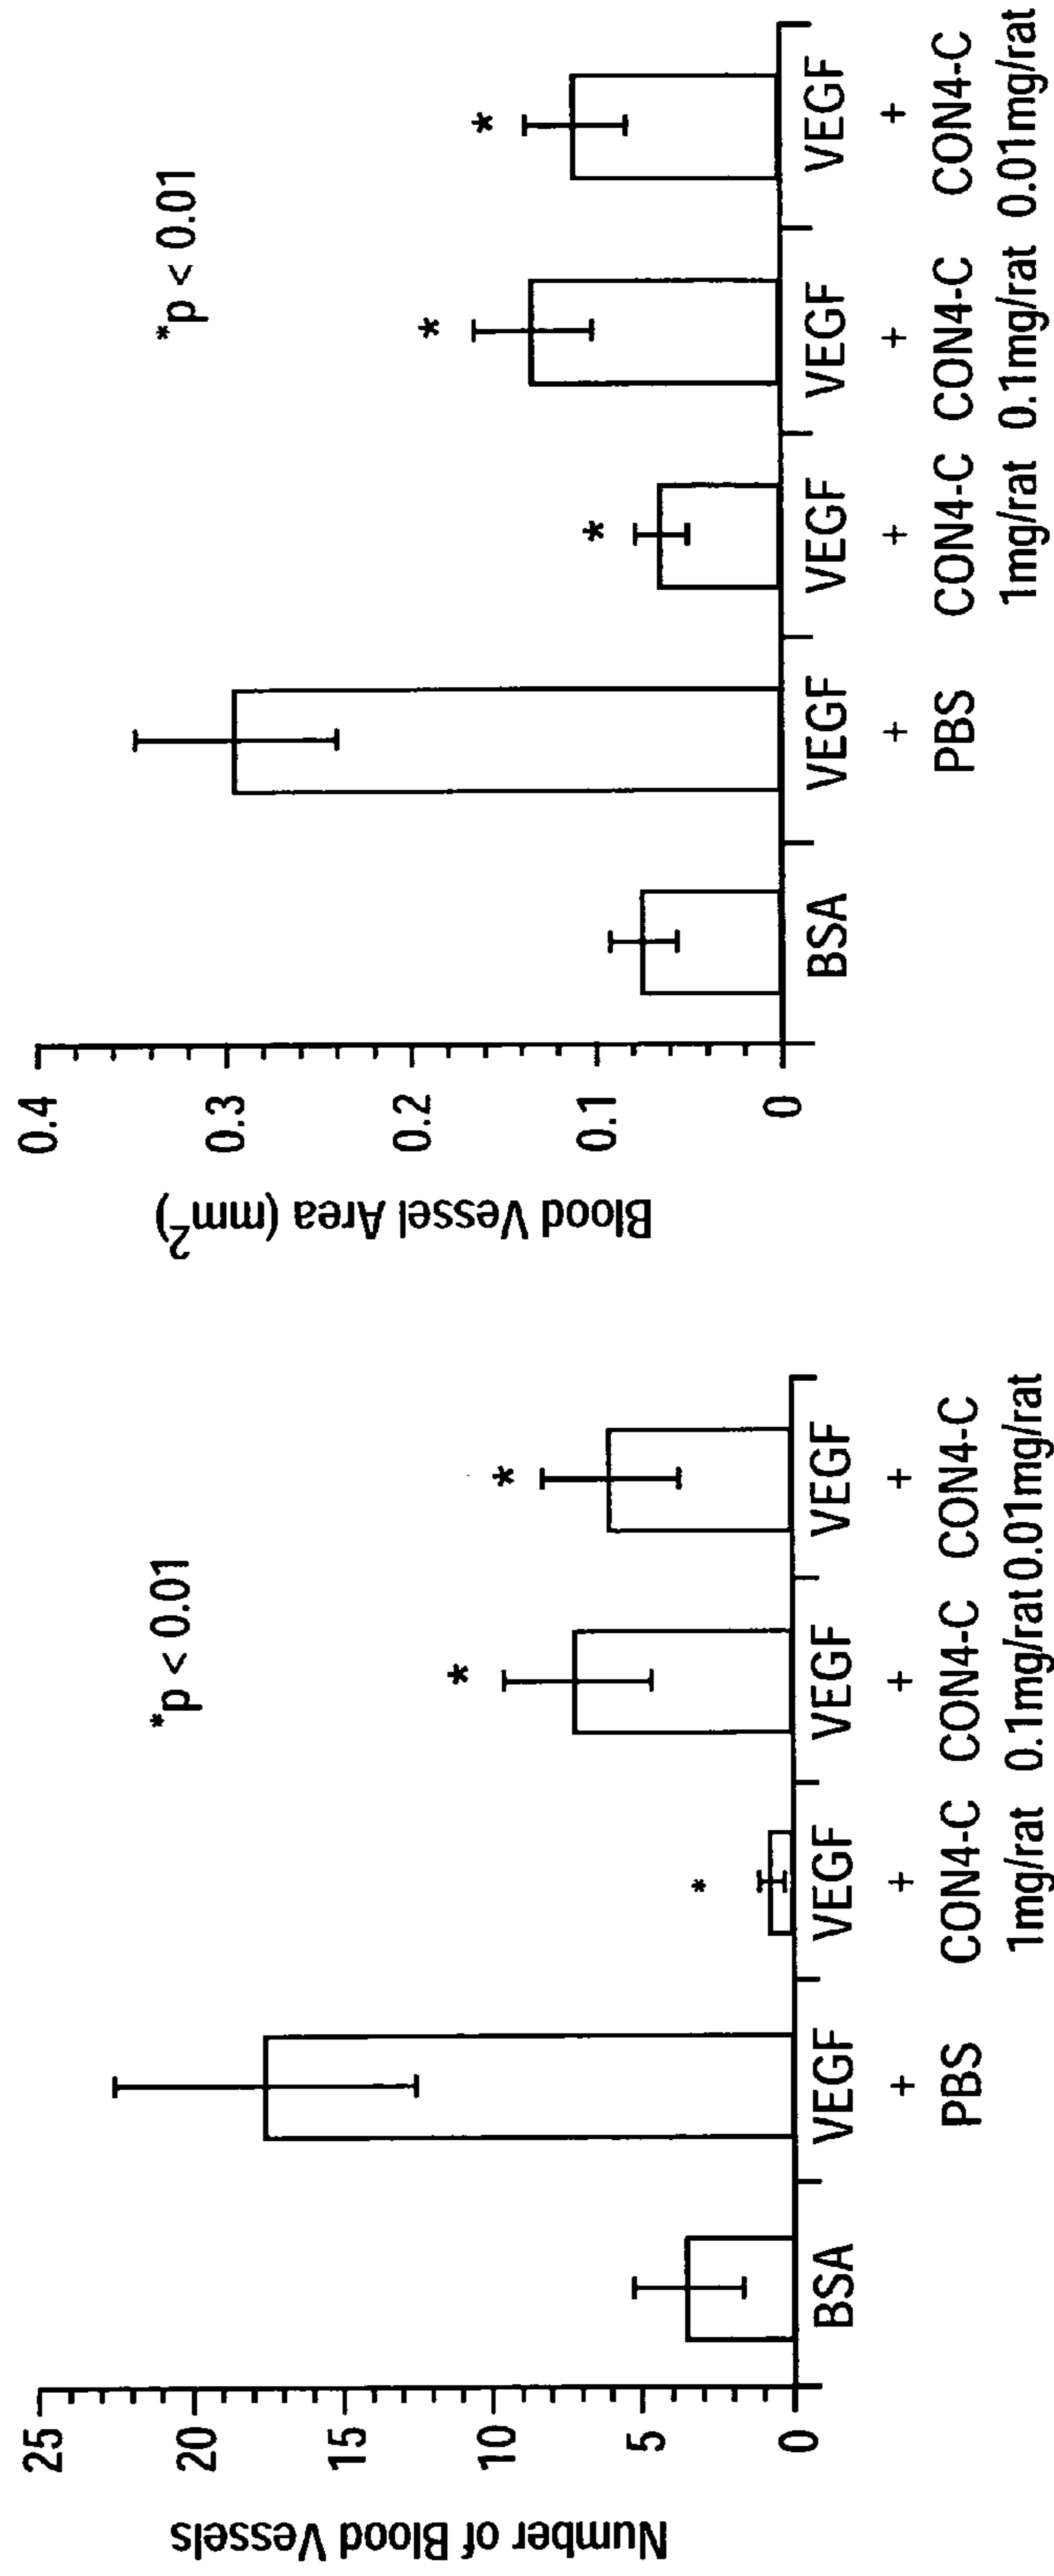 Number of Blood Vessels
25
20
15
10
5
0
*p < 0.01
*
*
*
BSA VEGF VEGF VEGF VEGF
+ + + +
PBS CON4-C CON4-C CON4-C
1mg/rat 0.1mg/rat 0.01mg/rat
Blood Vessel Area (mm²)
0.4
0.3
0.2
0.1
0
*p < 0.01
*
*
*
BSA VEGF VEGF VEGF VEGF
+ + + +
PBS CON4-C CON4-C CON4-C
1mg/rat 0.1mg/rat 0.01mg/rat